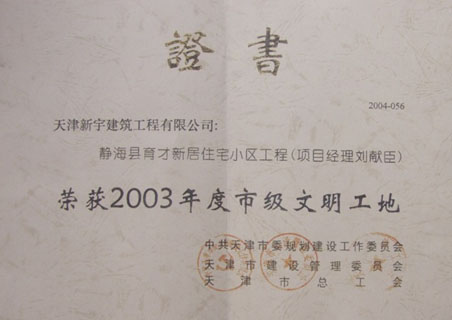 證書
2004-056
天津新宇建筑工程有限公司:
静海县育才新居住宅小区工程(项目经理刘献臣)
荣获2003年度市级文明工地
中共天津市委规划建设工作委员会
天津市建设管理委员会
天津市总工会